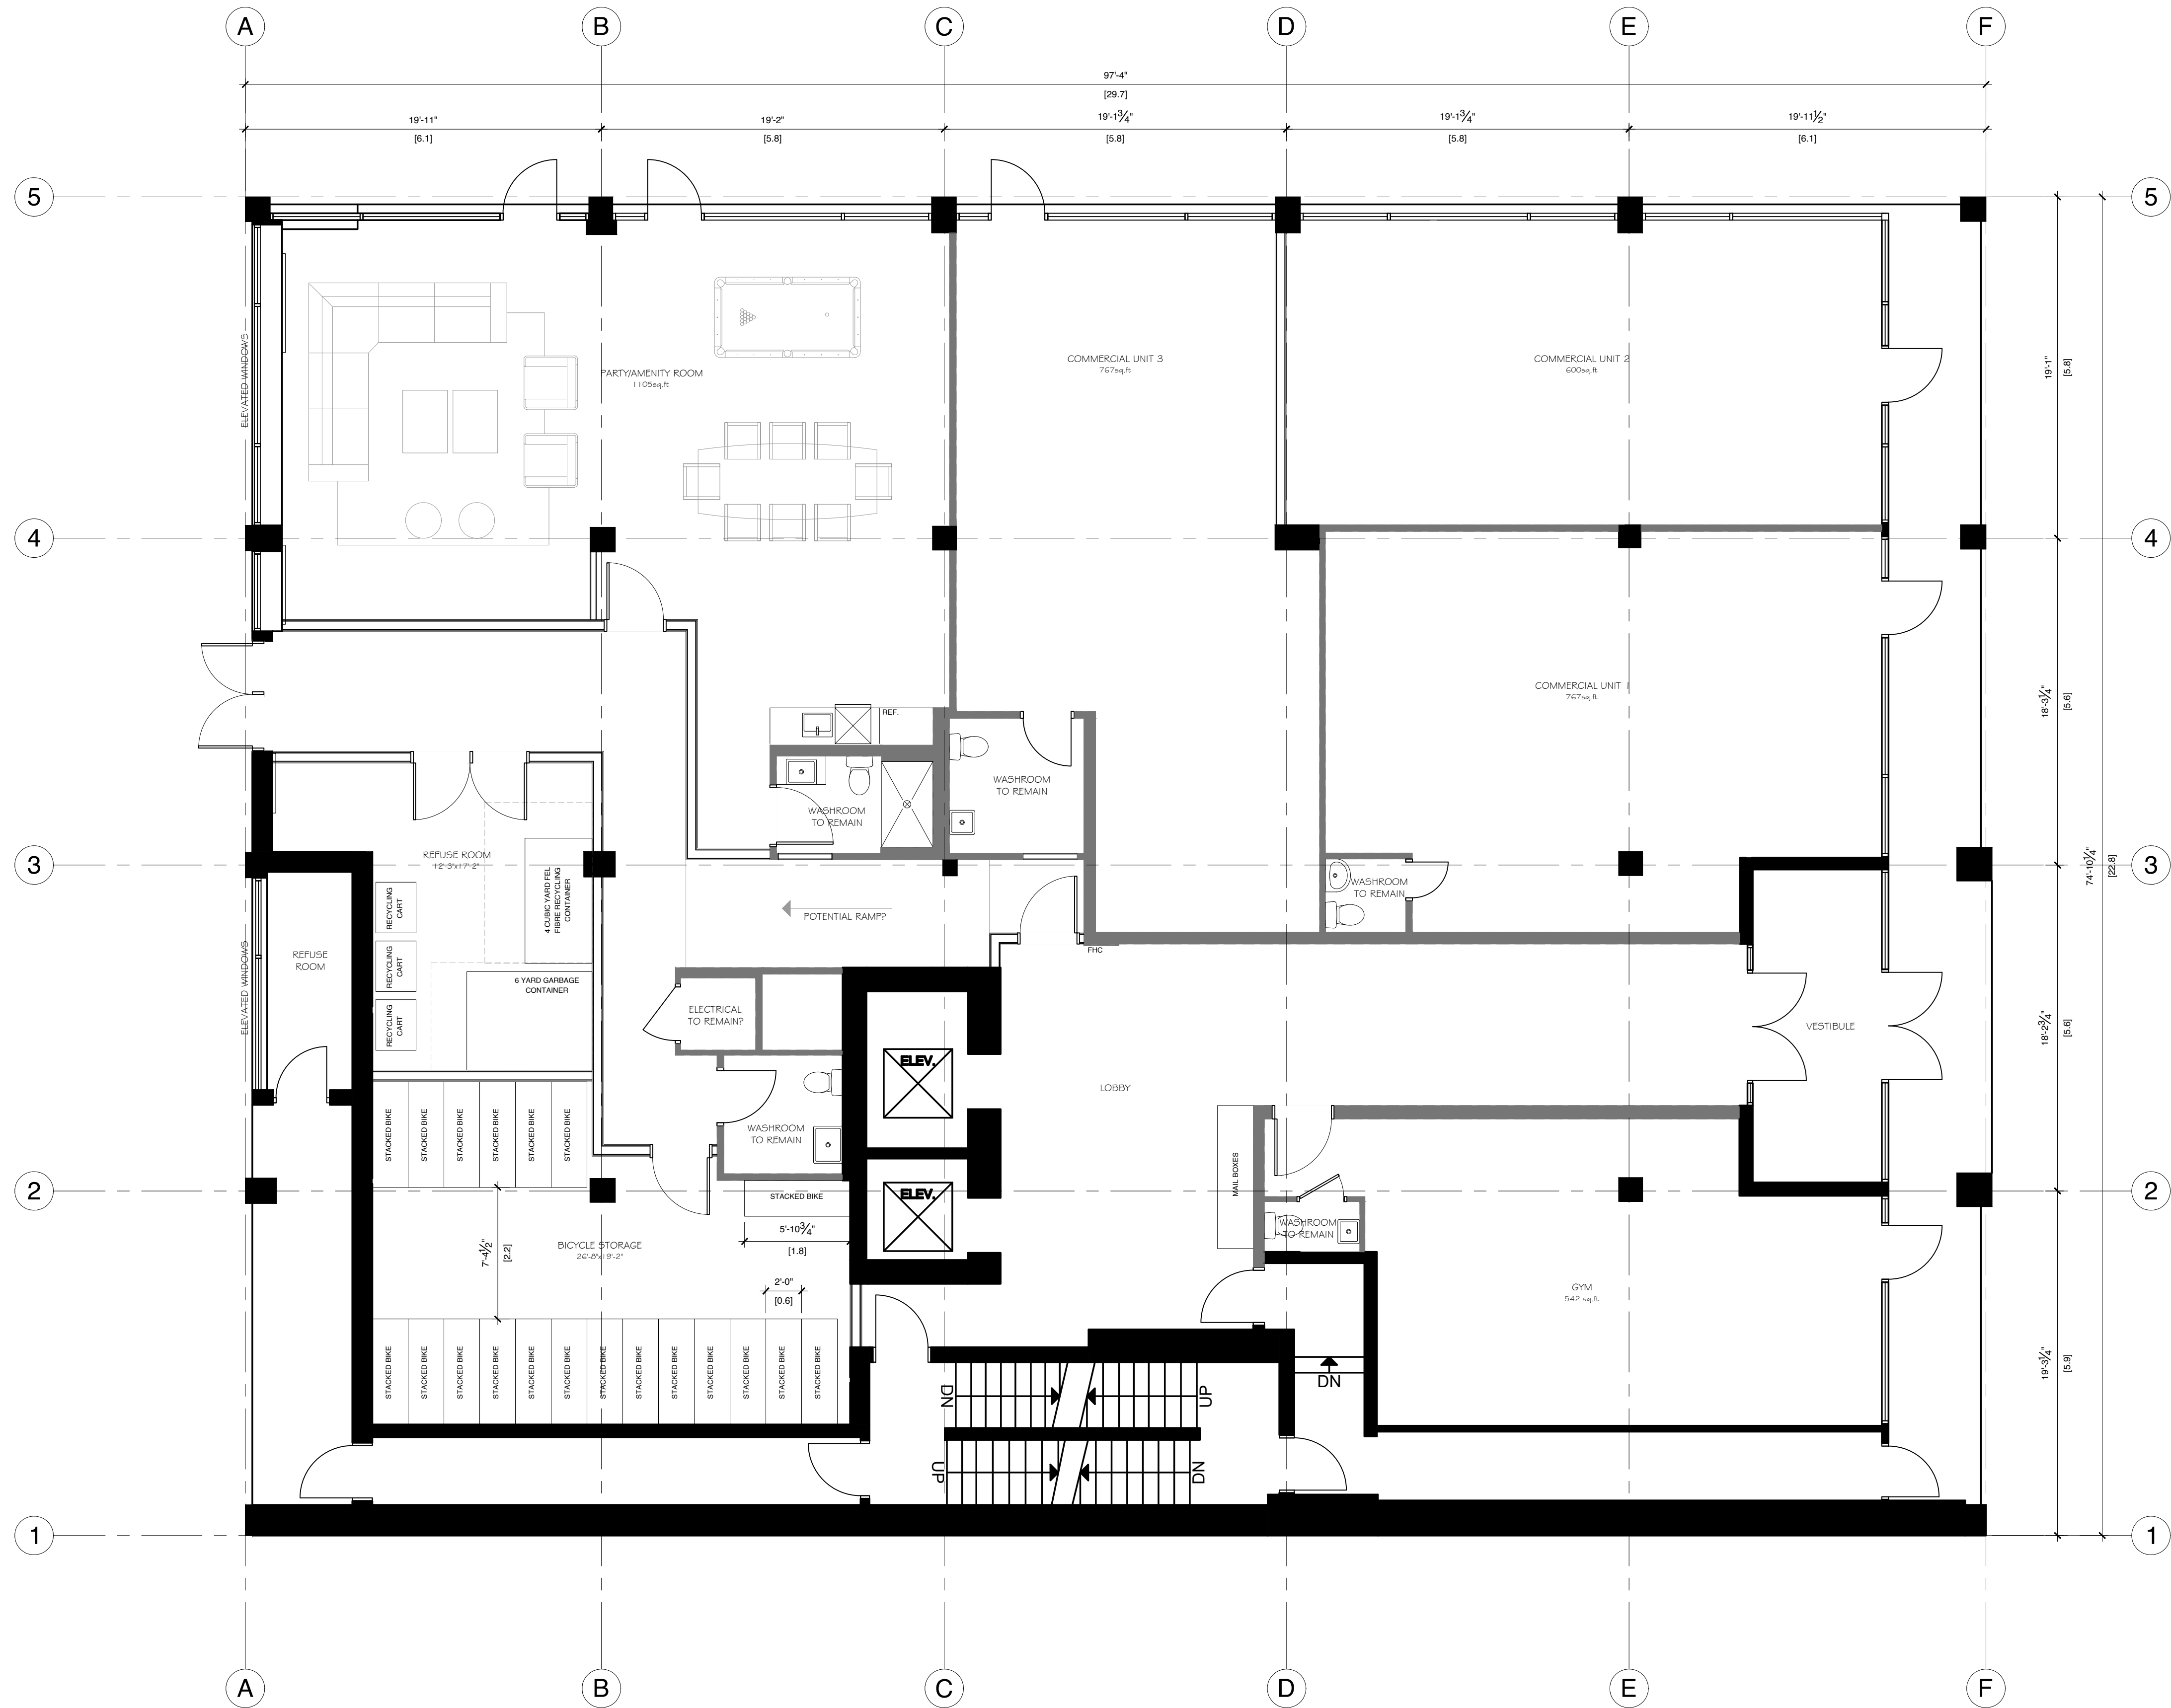 A B C D E F
97'-4"
[29.7]
19'-11" 19'-2" 19'-1¾" 19'-1¾" 19'-11½"
[6.1] [5.8] [5.8] [5.8] [6.1]
5 5
ELEVATED WINDOWS
PARTY/AMENITY ROOM
1105sq.ft
COMMERCIAL UNIT 3
767sq.ft
COMMERCIAL UNIT 2
600sq.ft
19'-1"
[5.8]
4 4
COMMERCIAL UNIT 1
767sq.ft
18'-3¼"
[5.6]
REF.
WASHROOM
TO REMAIN
WASHROOM
TO REMAIN
3 3
74'-10¼"
[22.8]
REFUSE ROOM
12'-3"x17'-2"
RECYCLING
CART
RECYCLING
CART
RECYCLING
CART
4 CUBIC YARD FEL
FIBRE RECYCLING
CONTAINER
6 YARD GARBAGE
CONTAINER
WASHROOM
TO REMAIN
POTENTIAL RAMP?
FHC
ELEVATED WINDOWS
REFUSE
ROOM
ELECTRICAL
TO REMAIN?
ELEV.
LOBBY
VESTIBULE
18'-2¾"
[5.6]
STACKED BIKE
STACKED BIKE
STACKED BIKE
STACKED BIKE
STACKED BIKE
STACKED BIKE
WASHROOM
TO REMAIN
MAIL BOXES
2 2
STACKED BIKE
5'-10¾"
[1.8]
ELEV.
WASHROOM
TO REMAIN
7'-4½"
[2.2]
BICYCLE STORAGE
26'-8"x19'-2"
2'-0"
[0.6]
GYM
542 sq.ft
19'-3¼"
[5.9]
STACKED BIKE
STACKED BIKE
STACKED BIKE
STACKED BIKE
STACKED BIKE
STACKED BIKE
STACKED BIKE
STACKED BIKE
STACKED BIKE
STACKED BIKE
STACKED BIKE
STACKED BIKE
STACKED BIKE
DN
UP
DN
UP
DN
1 1
A B C D E F